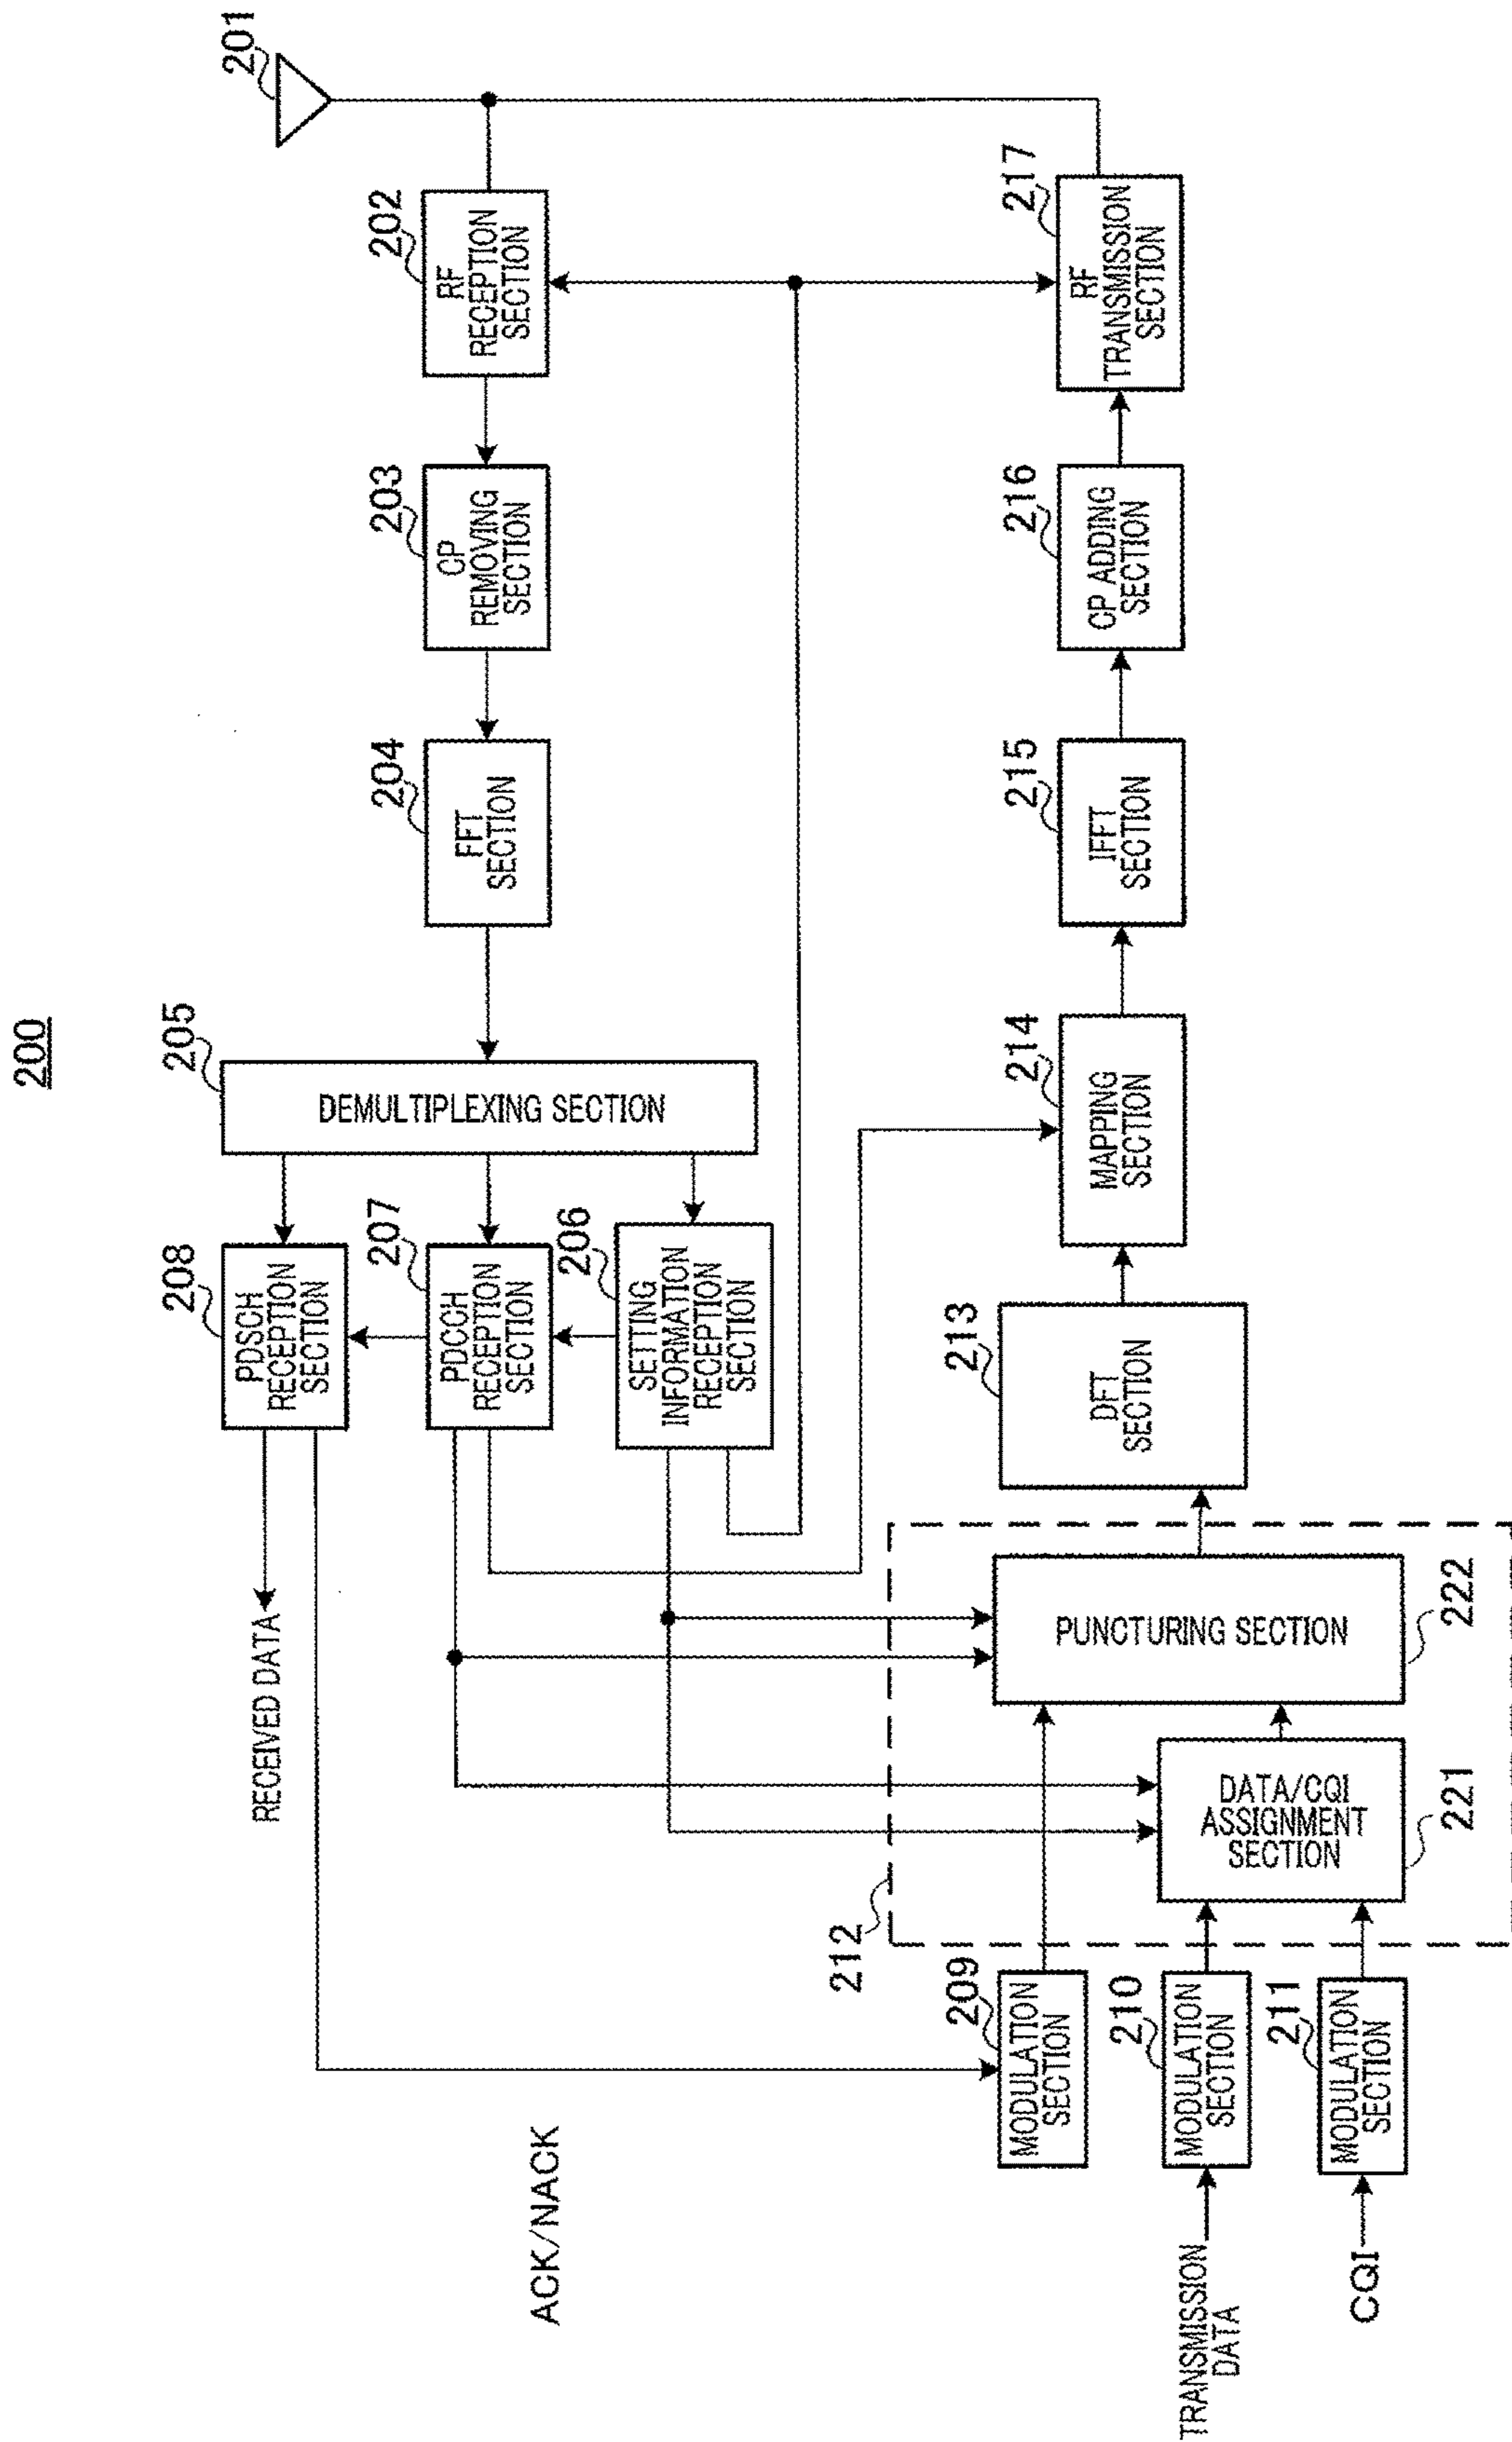 200
201
202
RF
RECEPTION
SECTION
203
CP
REMOVING
SECTION
204
FFT
SECTION
205
DEMULTIPLEXING SECTION
208
PDSCH
RECEPTION
SECTION
207
PDCCH
RECEPTION
SECTION
206
SETTING
INFORMATION
RECEPTION
SECTION
RECEIVED DATA
ACK/NACK
217
RF
TRANSMISSION
SECTION
216
CP ADDING
SECTION
215
IFFT
SECTION
214
MAPPING
SECTION
213
DFT
SECTION
212
PUNCTURING SECTION
222
DATA/CQI
ASSIGNMENT
SECTION
221
209
MODULATION
SECTION
210
MODULATION
SECTION
211
MODULATION
SECTION
TRANSMISSION
DATA
CQI